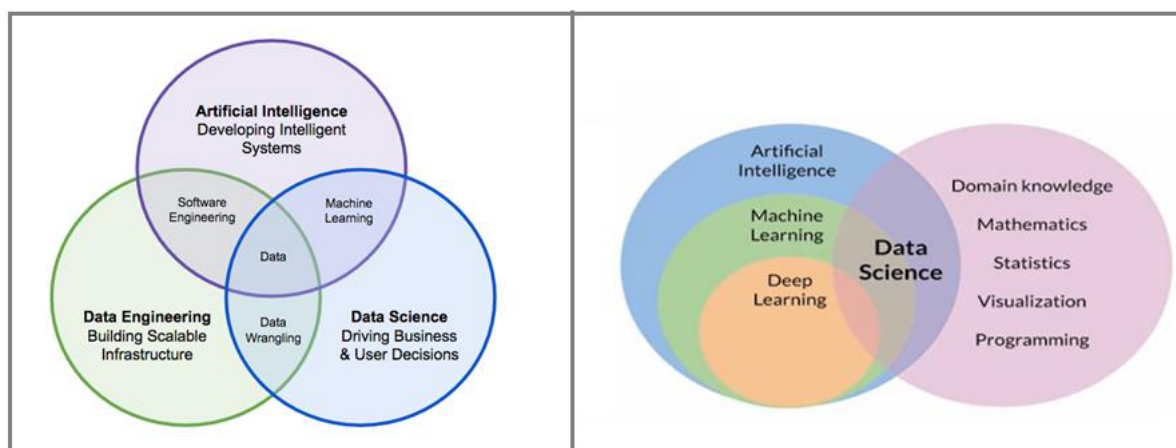 Artificial Intelligence
Developing Intelligent
Systems
Software
Engineering
Machine
Learning
Data
Data Engineering
Building Scalable
Infrastructure
Data
Wrangling
Data Science
Driving Business
& User Decisions
Artificial
Intelligence
Machine
Learning
Deep
Learning
Data
Science
Domain knowledge
Mathematics
Statistics
Visualization
Programming